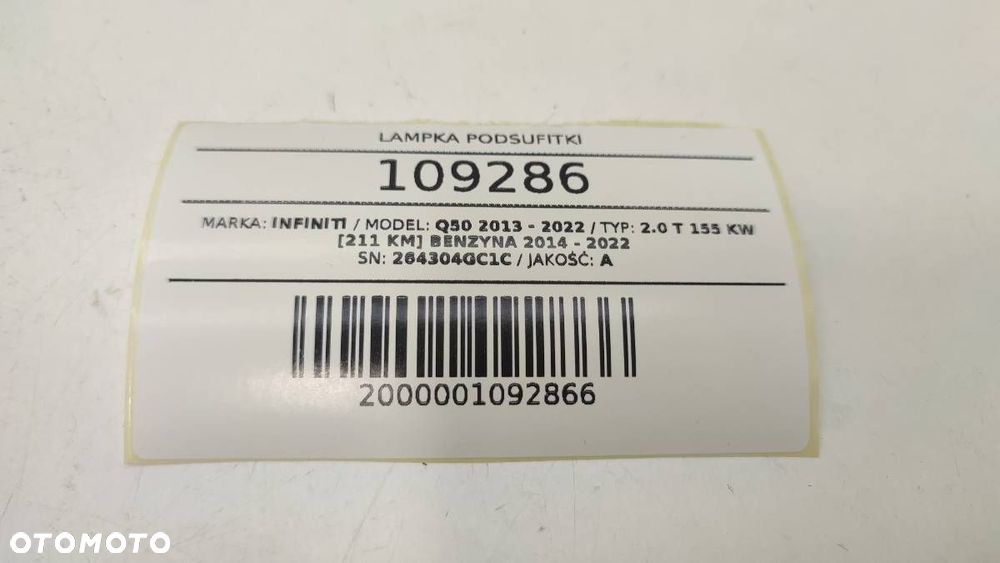 LAMPKA PODSUFITKI
109286
MARKA: INFINITI / MODEL: Q50 2013 - 2022 / TYP: 2.0 T 155 KW
[211 KM] BENZYNA 2014 - 2022
SN: 264304GC1C / JAKOŚĆ: A
2000001092866
OTOMOTO